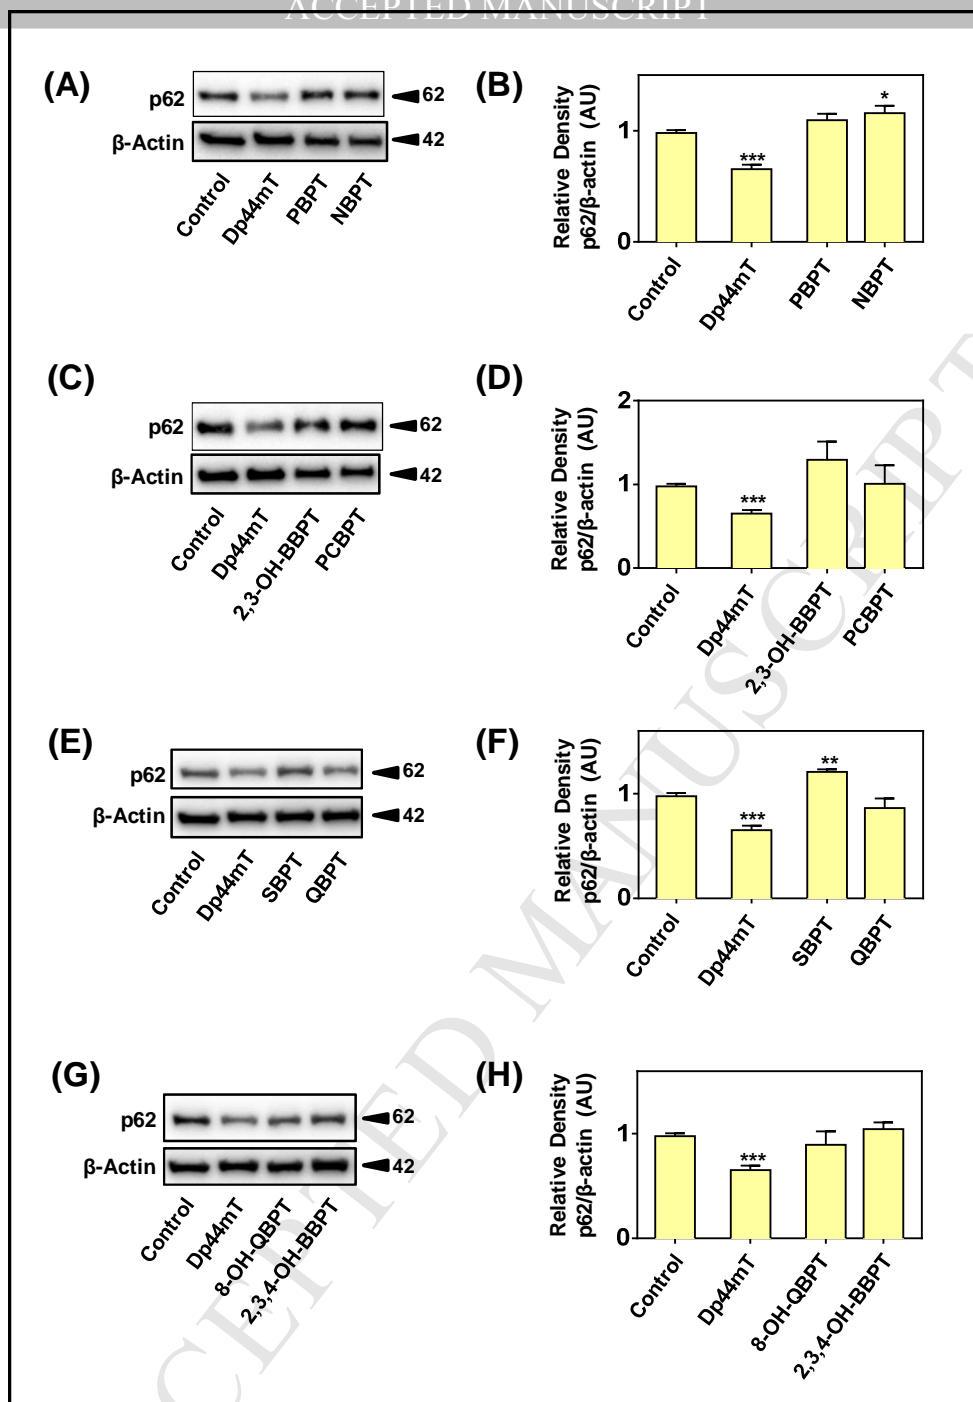 ACCEPTED MANUSCRIPT
(A)
p62
62
β-Actin
42
Control
Dp44mT
PBPT
NBPT
(B)
Relative Density
p62/β-actin (AU)
1
0
***
*
Control
Dp44mT
PBPT
NBPT
(C)
p62
62
β-Actin
42
Control
Dp44mT
2,3-OH-BBPT
PCBPT
(D)
Relative Density
p62/β-actin (AU)
2
1
0
***
Control
Dp44mT
2,3-OH-BBPT
PCBPT
(E)
p62
62
β-Actin
42
Control
Dp44mT
SBPT
QBPT
(F)
Relative Density
p62/β-actin (AU)
1
0
***
**
Control
Dp44mT
SBPT
QBPT
(G)
p62
62
β-Actin
42
Control
Dp44mT
8-OH-QBPT
2,3,4-OH-BBPT
(H)
Relative Density
p62/β-actin (AU)
1
0
***
Control
Dp44mT
8-OH-QBPT
2,3,4-OH-BBPT
CEPTED MANUSCRIPT